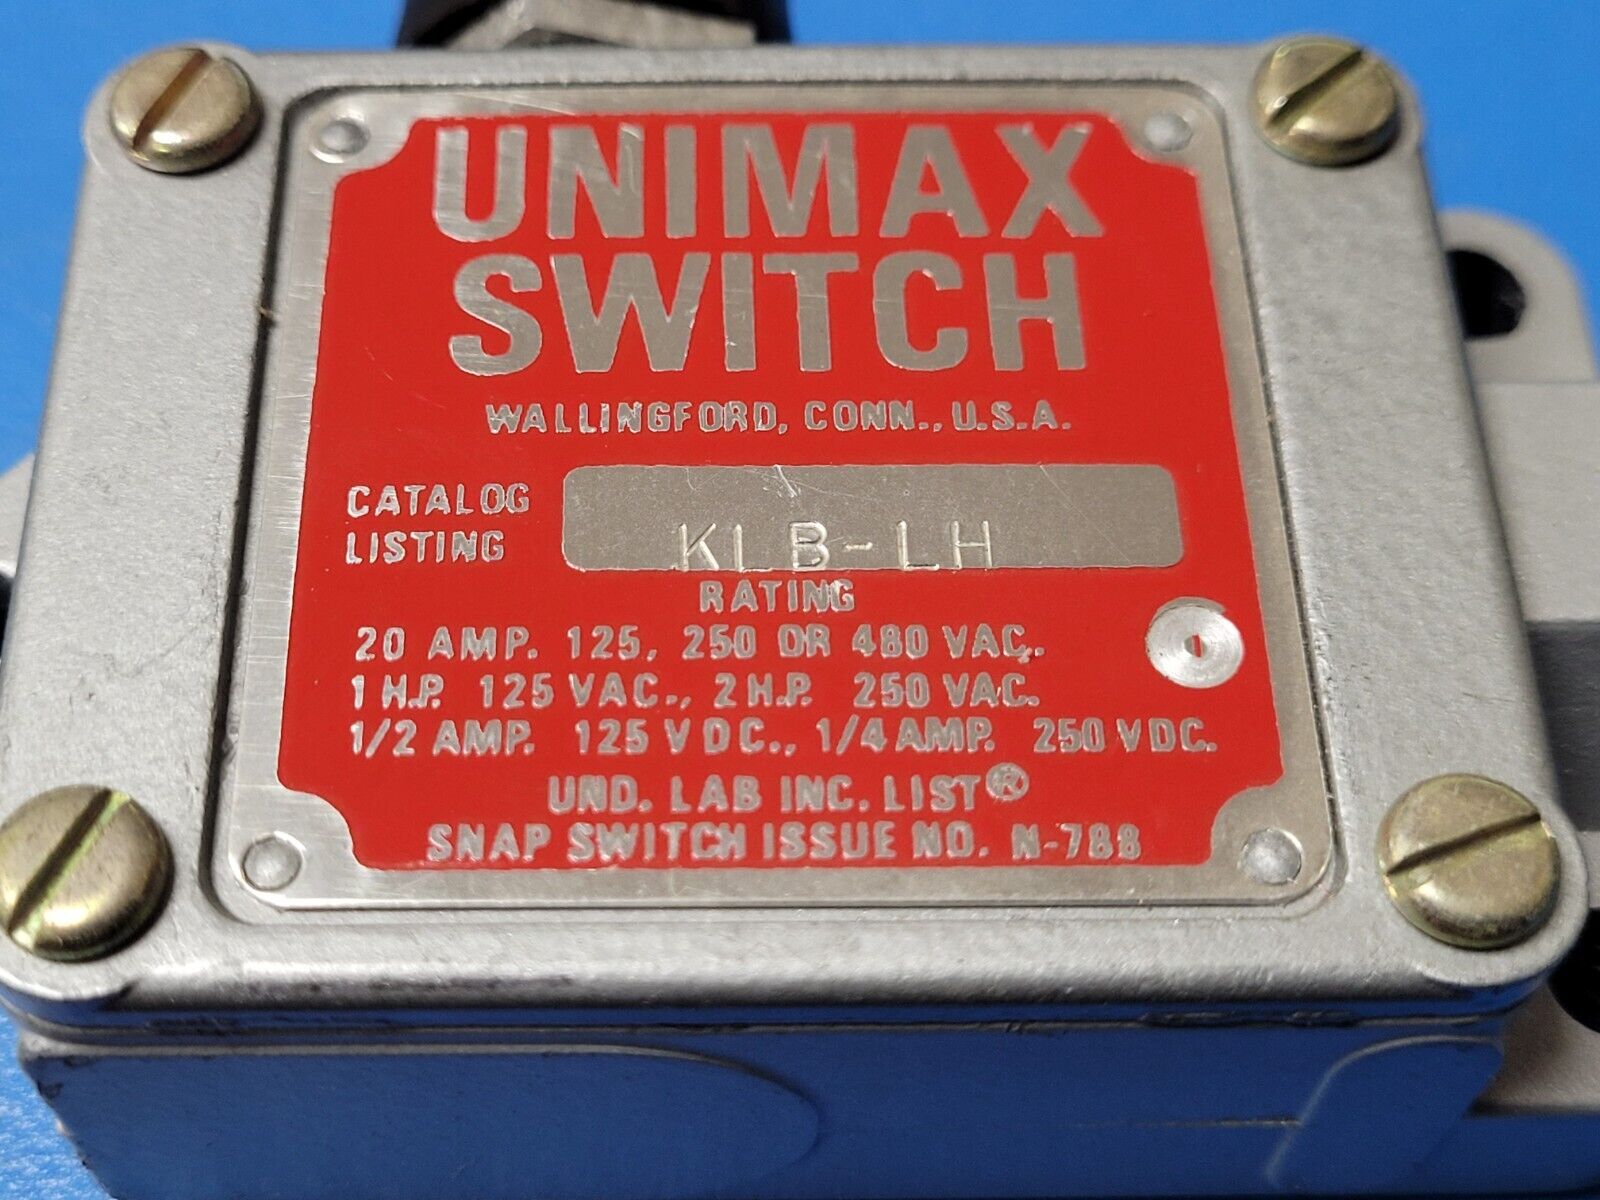 UNIMAX
SWITCH
WALLINGFORD, CONN., U.S.A.
CATALOG
LISTING
KLB-LH
RATING
20 AMP. 125, 250 OR 480 VAC.
1 H.P. 125 VAC., 2 H.P. 250 VAC.
1/2 AMP. 125 VDC., 1/4 AMP. 250 VDC.
UND. LAB INC. LIST®
SNAP SWITCH ISSUE NO. N-788